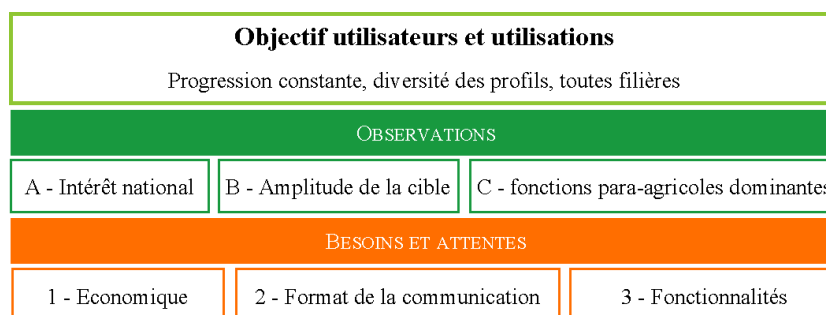 Objectif utilisateurs et utilisations
Progression constante, diversité des profils, toutes filières
OBSERVATIONS
A - Intérêt national
B - Amplitude de la cible
C - fonctions para-agricoles dominantes
BESOINS ET ATTENTES
1 - Economique
2 - Format de la communication
3 - Fonctionnalités